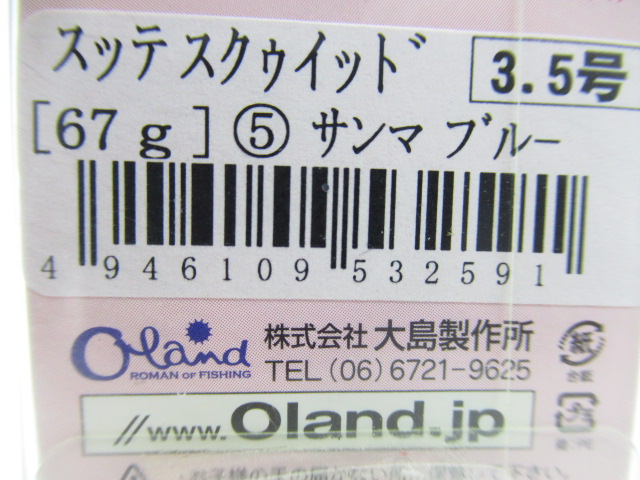 スッテ スクゥイッド 3.5号
[67ｇ] ⑤ サンマ ブルー
4 946109 532591
Oland 株式会社 大島製作所
ROMAN OF FISHING TEL (06) 6721-9625
紙
//www.Oland.jp